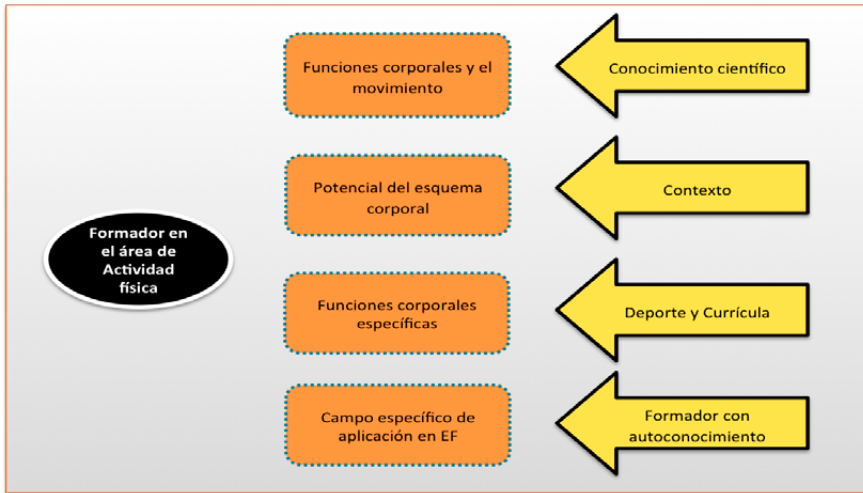 Formador en
el área de
Actividad
física
Funciones corporales y el
movimiento
Conocimiento científico
Potencial del esquema
corporal
Contexto
Funciones corporales
específicas
Deporte y Currícula
Campo específico de
aplicación en EF
Formador con
autoconocimiento